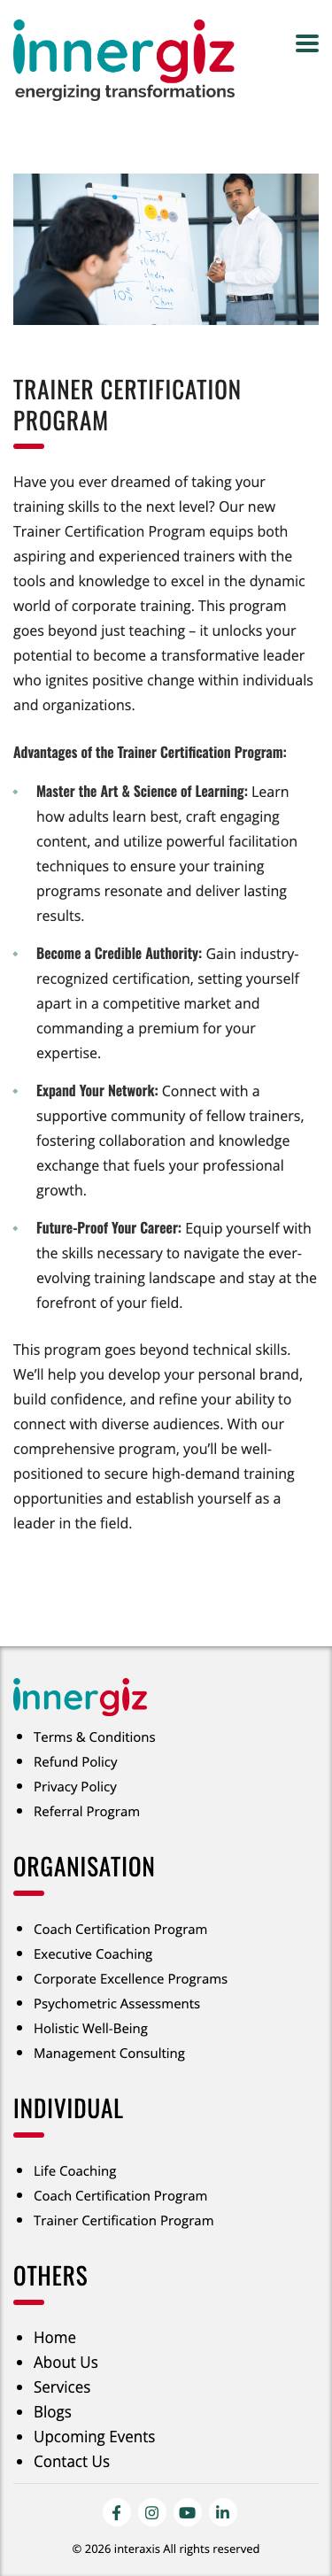 innergiz
energizing transformations
TRAINER CERTIFICATION
PROGRAM
Have you ever dreamed of taking your
training skills to the next level? Our new
Trainer Certification Program equips both
aspiring and experienced trainers with the
tools and knowledge to excel in the dynamic
world of corporate training. This program
goes beyond just teaching – it unlocks your
potential to become a transformative leader
who ignites positive change within individuals
and organizations.
Advantages of the Trainer Certification Program:
Master the Art & Science of Learning: Learn
how adults learn best, craft engaging
content, and utilize powerful facilitation
techniques to ensure your training
programs resonate and deliver lasting
results.
Become a Credible Authority: Gain industry-
recognized certification, setting yourself
apart in a competitive market and
commanding a premium for your
expertise.
Expand Your Network: Connect with a
supportive community of fellow trainers,
fostering collaboration and knowledge
exchange that fuels your professional
growth.
Future-Proof Your Career: Equip yourself with
the skills necessary to navigate the ever-
evolving training landscape and stay at the
forefront of your field.
This program goes beyond technical skills.
We’ll help you develop your personal brand,
build confidence, and refine your ability to
connect with diverse audiences. With our
comprehensive program, you’ll be well-
positioned to secure high-demand training
opportunities and establish yourself as a
leader in the field.
innergiz
Terms & Conditions
Refund Policy
Privacy Policy
Referral Program
ORGANISATION
Coach Certification Program
Executive Coaching
Corporate Excellence Programs
Psychometric Assessments
Holistic Well-Being
Management Consulting
INDIVIDUAL
Life Coaching
Coach Certification Program
Trainer Certification Program
OTHERS
Home
About Us
Services
Blogs
Upcoming Events
Contact Us
© 2026 interaxis All rights reserved